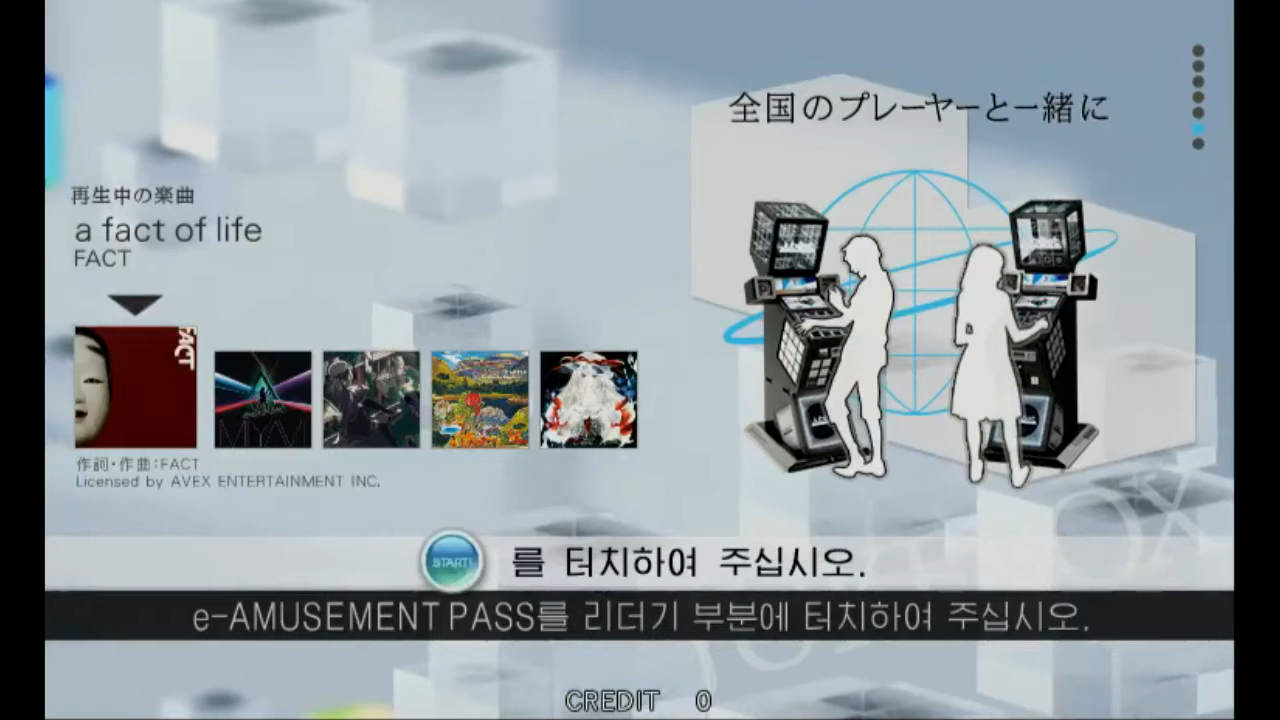 全国のプレーヤーと一緒に
再生中の楽曲
a fact of life
FACT
FACT
作詞・作曲:FACT
Licensed by AVEX ENTERTAINMENT INC.
START!
를 터치하여 주십시오.
e-AMUSEMENT PASS를 리더기 부분에 터치하여 주십시오.
CREDIT 0